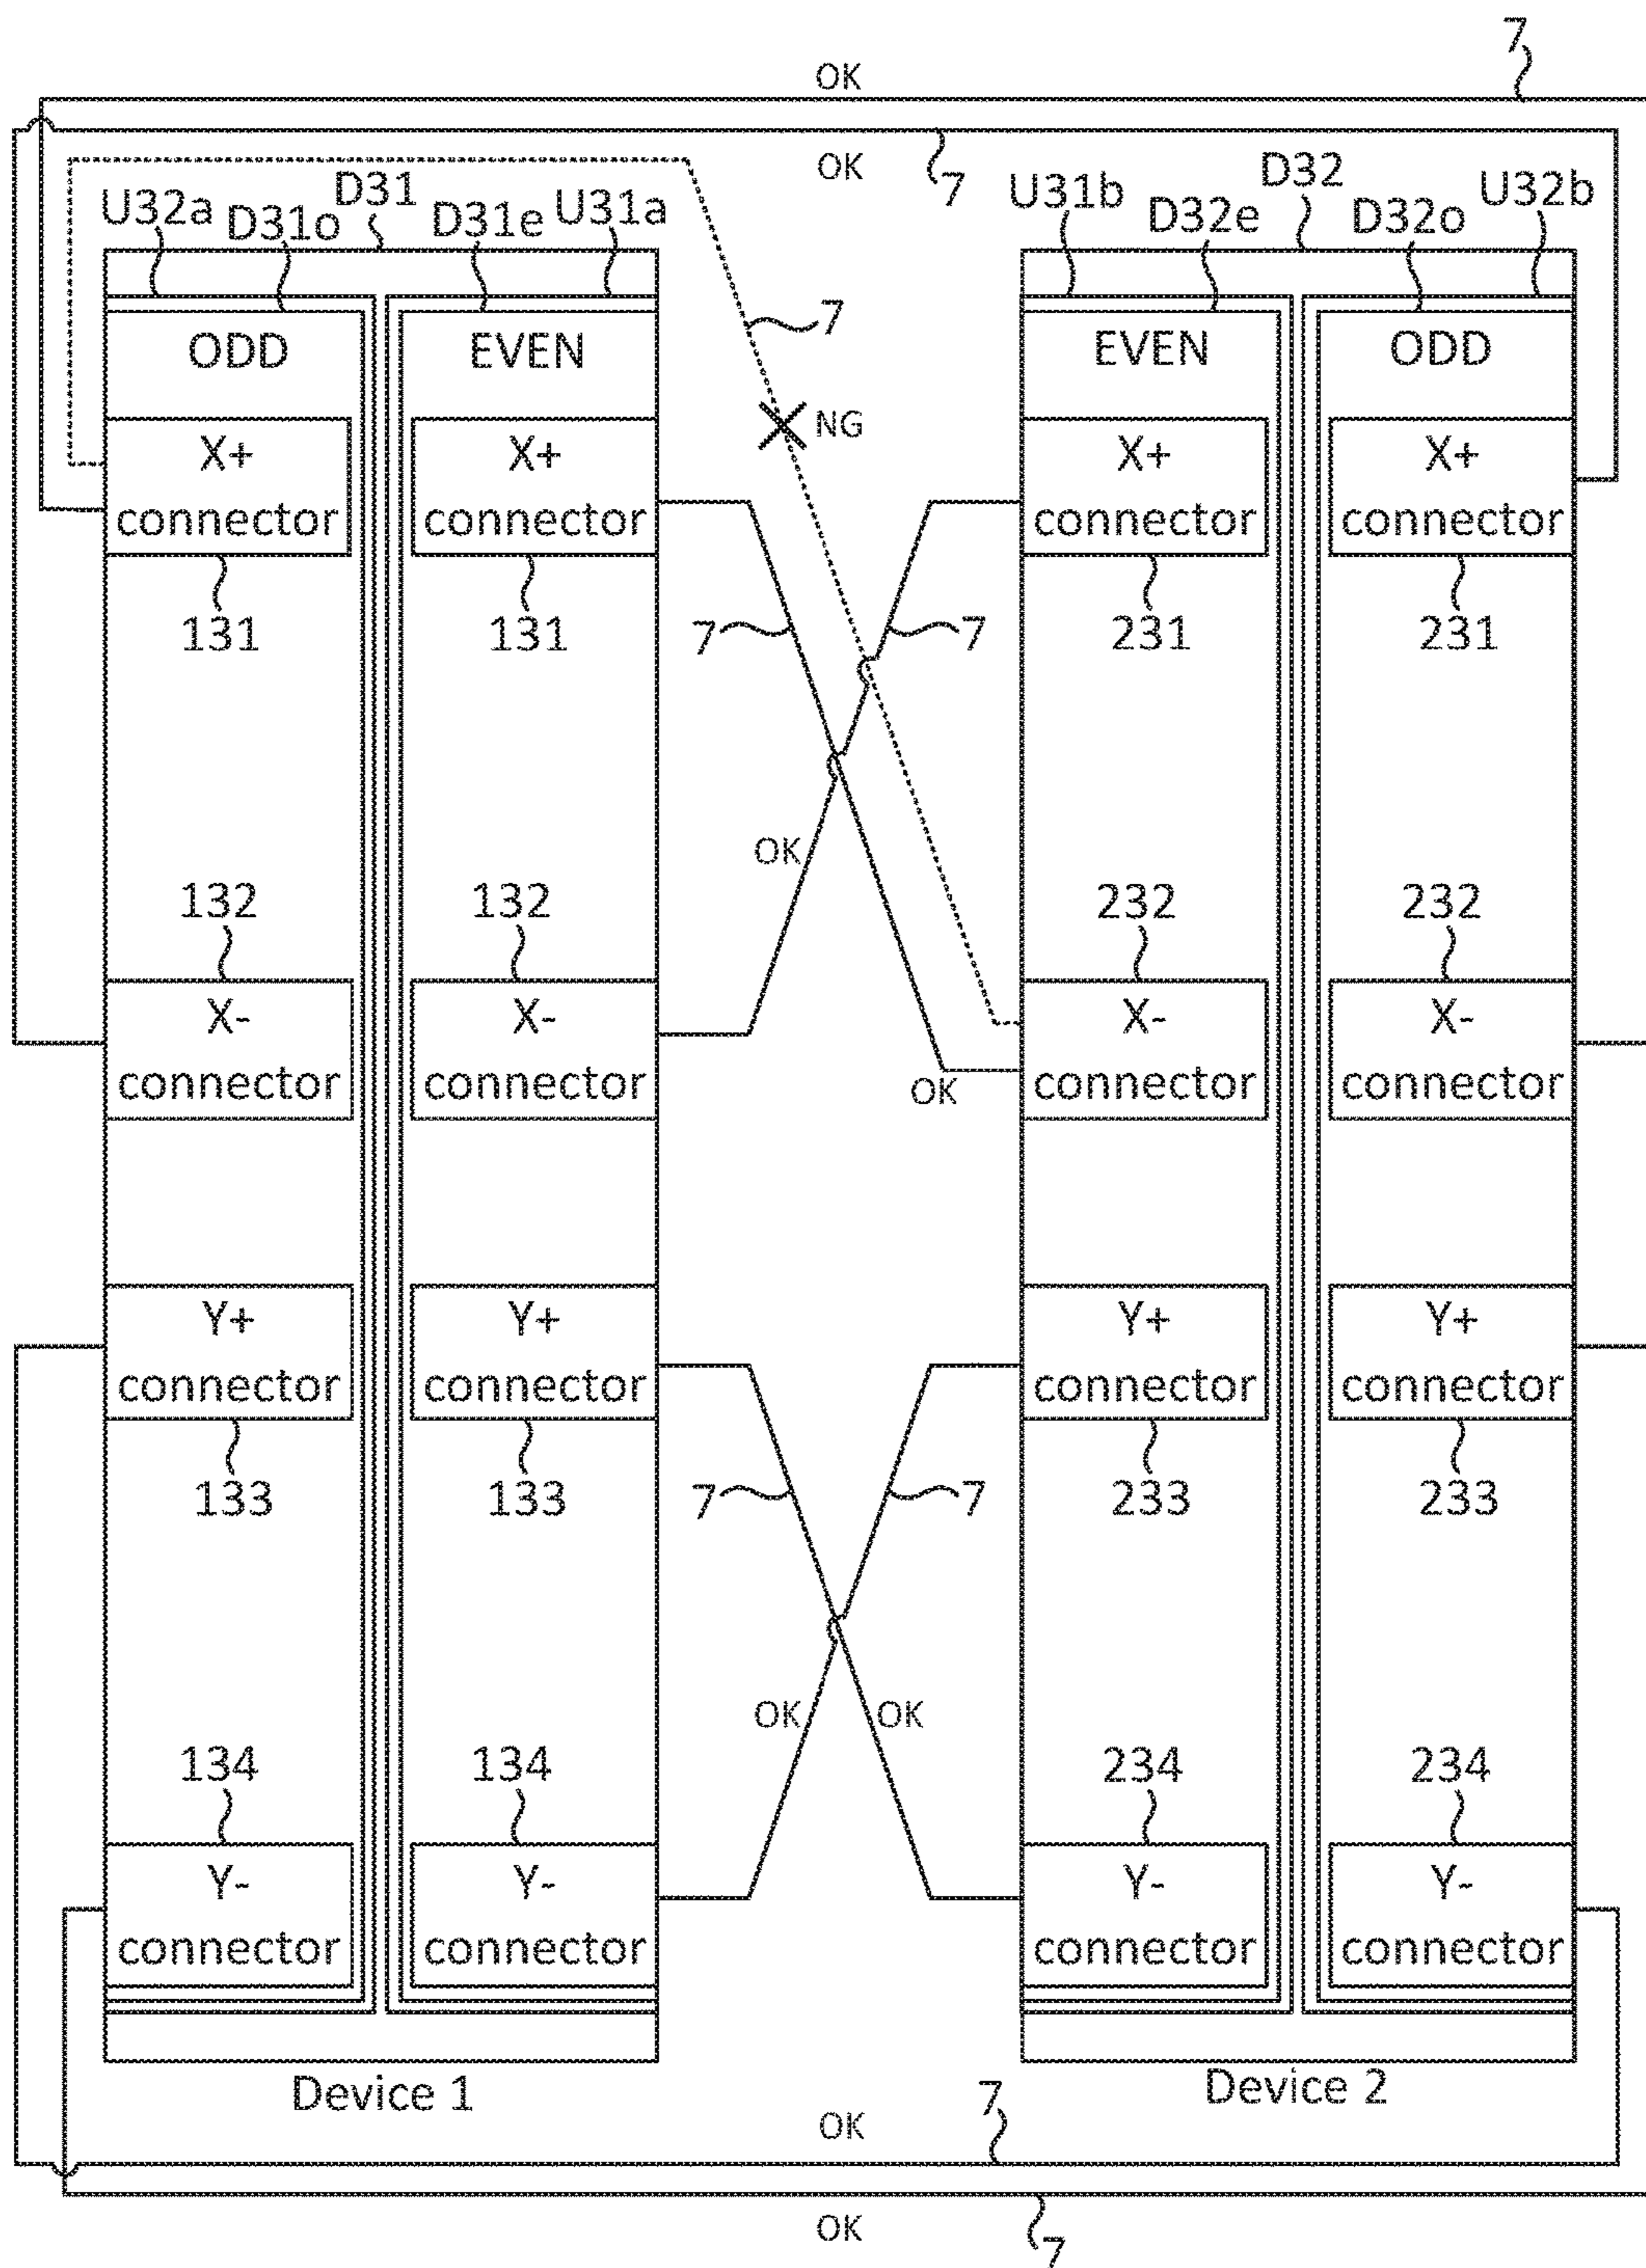 7
OK
OK
7
U32a D31o D31 D31e U31a
U31b D32e D32 D32o U32b
7
ODD EVEN EVEN ODD
NG
X+ X+ X+ X+
connector connector connector connector
131 131 7 7 231 231
OK
132 132 232 232
X- X- X- X-
connector connector connector connector
OK
Y+ Y+ Y+ Y+
connector connector connector connector
133 133 7 7 233 233
OK OK
134 134 234 234
Y- Y- Y- Y-
connector connector connector connector
Device 1 Device 2
7
OK
OK
7